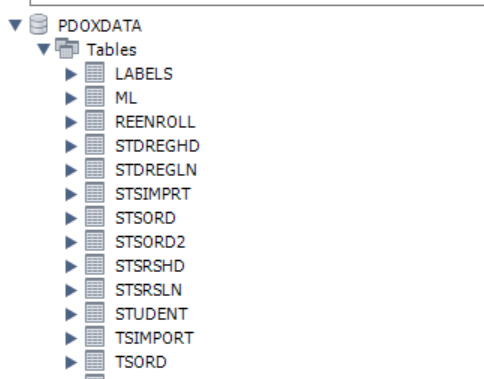 PDOXDATA
Tables
LABELS
ML
REENROLL
STDREGHD
STDREGLN
STSIMPRT
STSORD
STSORD2
STSRSHD
STSRSLN
STUDENT
TSIMPORT
TSORD